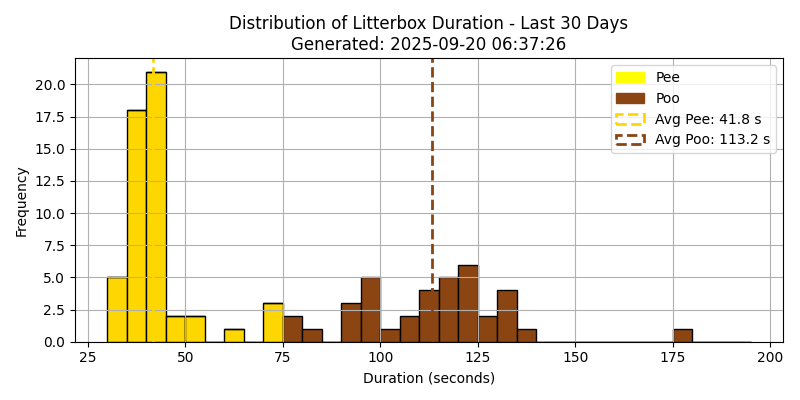 Distribution of Litterbox Duration - Last 30 Days
Generated: 2025-09-20 06:37:26
Pee
Poo
Avg Pee: 41.8 s
Avg Poo: 113.2 s
Frequency
20.0
17.5
15.0
12.5
10.0
7.5
5.0
2.5
0.0
25 50 75 100 125 150 175 200
Duration (seconds)